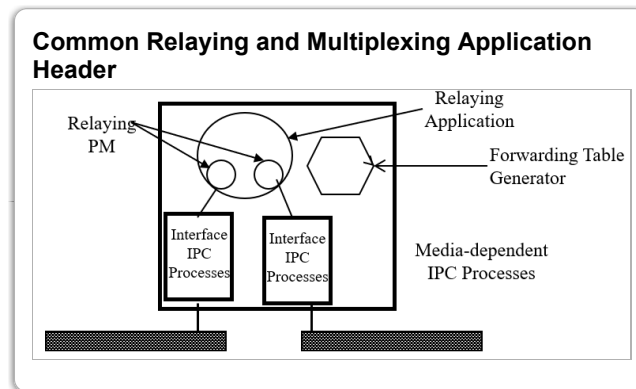 Common Relaying and Multiplexing Application
Header
Relaying
Application
Relaying
PM
Forwarding Table
Generator
Interface
IPC
Processes
Interface
IPC
Processes
Media-dependent
IPC Processes